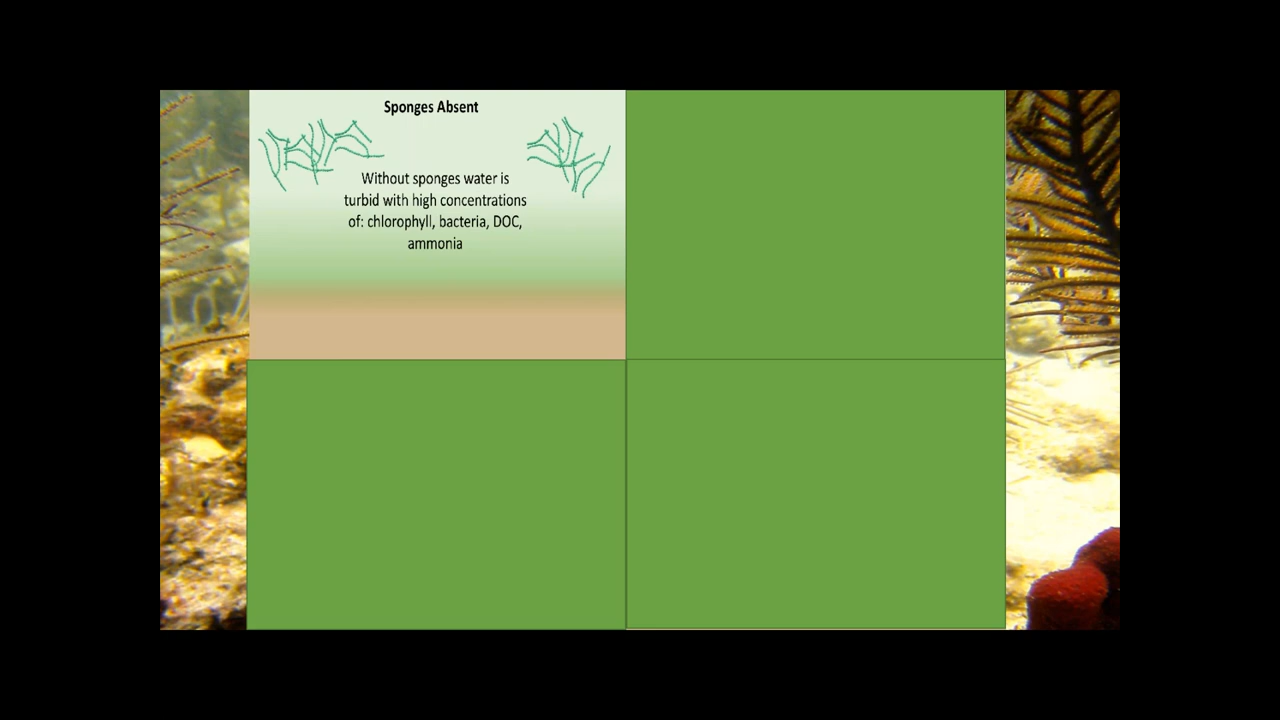 Sponges Absent
Without sponges water is
turbid with high concentrations
of: chlorophyll, bacteria, DOC,
ammonia